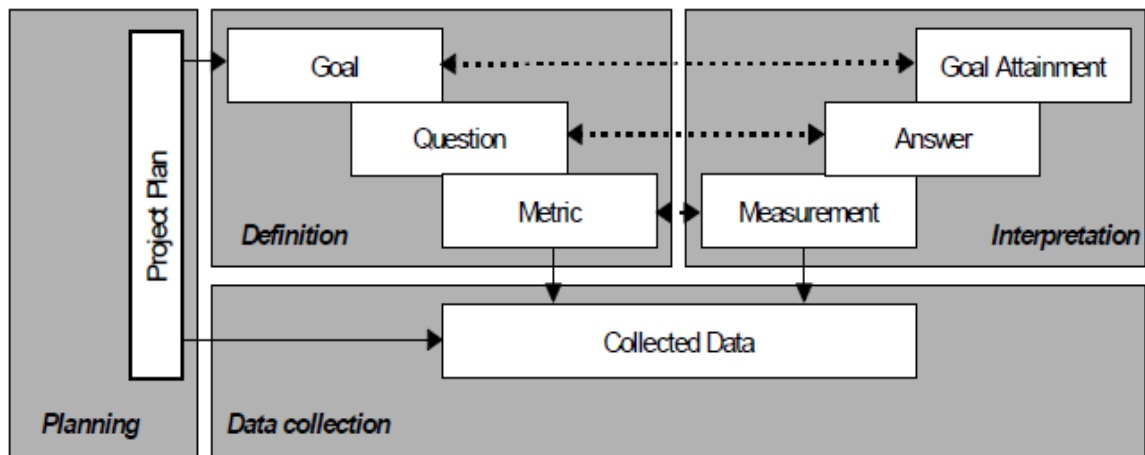 Project Plan
Planning
Goal
Question
Metric
Definition
Goal Attainment
Answer
Measurement
Interpretation
Collected Data
Data collection